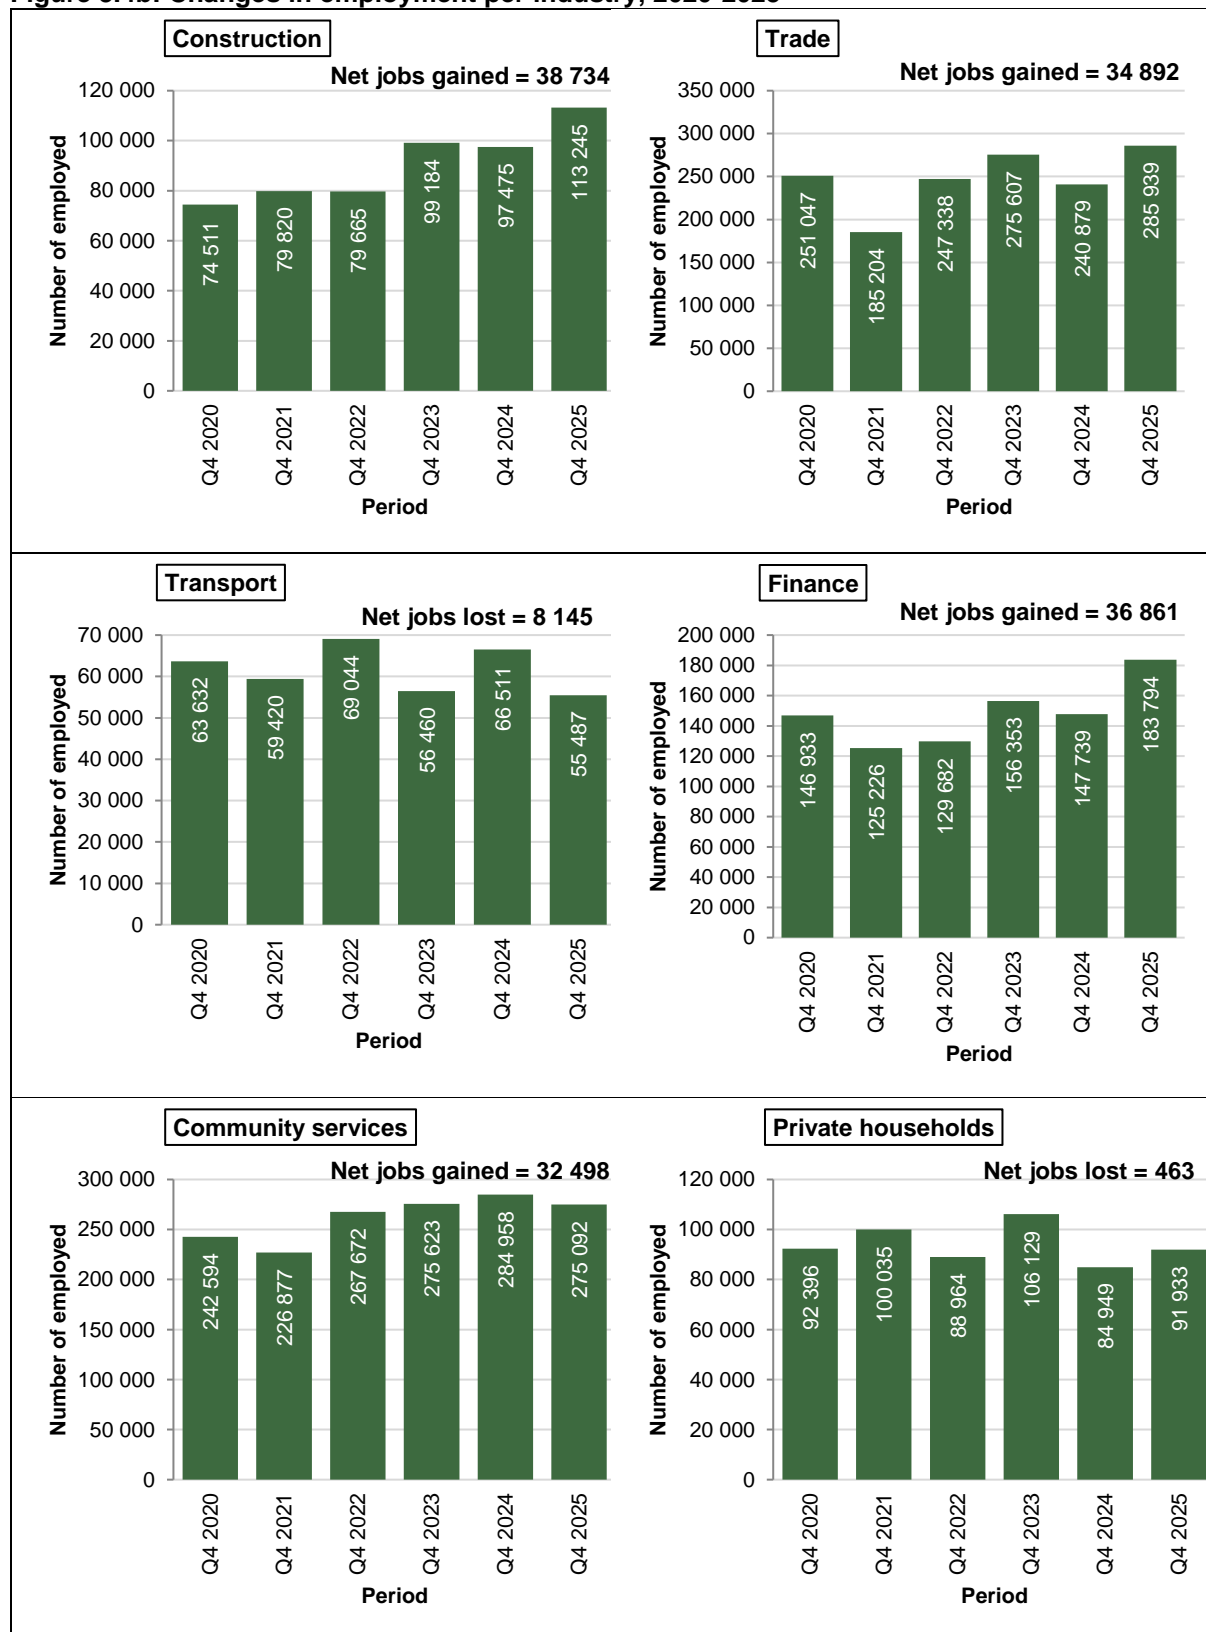 Figure Changes in employment per industry,
Construction
Net jobs gained = 38 734
Number of employed
120 000
100 000
80 000
60 000
40 000
20 000
0
74 511
79 820
79 665
99 184
97 475
113 245
Q4 2020
Q4 2021
Q4 2022
Q4 2023
Q4 2024
Q4 2025
Period
Trade
Net jobs gained = 34 892
Number of employed
350 000
300 000
250 000
200 000
150 000
100 000
50 000
0
251 047
185 204
247 338
275 607
240 879
285 939
Q4 2020
Q4 2021
Q4 2022
Q4 2023
Q4 2024
Q4 2025
Period
Transport
Net jobs lost = 8 145
Number of employed
70 000
60 000
50 000
40 000
30 000
20 000
10 000
0
63 632
59 420
69 044
56 460
66 511
55 487
Q4 2020
Q4 2021
Q4 2022
Q4 2023
Q4 2024
Q4 2025
Period
Finance
Net jobs gained = 36 861
Number of employed
200 000
180 000
160 000
140 000
120 000
100 000
80 000
60 000
40 000
20 000
0
146 933
125 226
129 682
156 353
147 739
183 794
Q4 2020
Q4 2021
Q4 2022
Q4 2023
Q4 2024
Q4 2025
Period
Community services
Net jobs gained = 32 498
Number of employed
300 000
250 000
200 000
150 000
100 000
50 000
0
242 594
226 877
267 672
275 623
284 958
275 092
Q4 2020
Q4 2021
Q4 2022
Q4 2023
Q4 2024
Q4 2025
Period
Private households
Net jobs lost = 463
Number of employed
120 000
100 000
80 000
60 000
40 000
20 000
0
92 396
100 035
88 964
106 129
84 949
91 933
Q4 2020
Q4 2021
Q4 2022
Q4 2023
Q4 2024
Q4 2025
Period